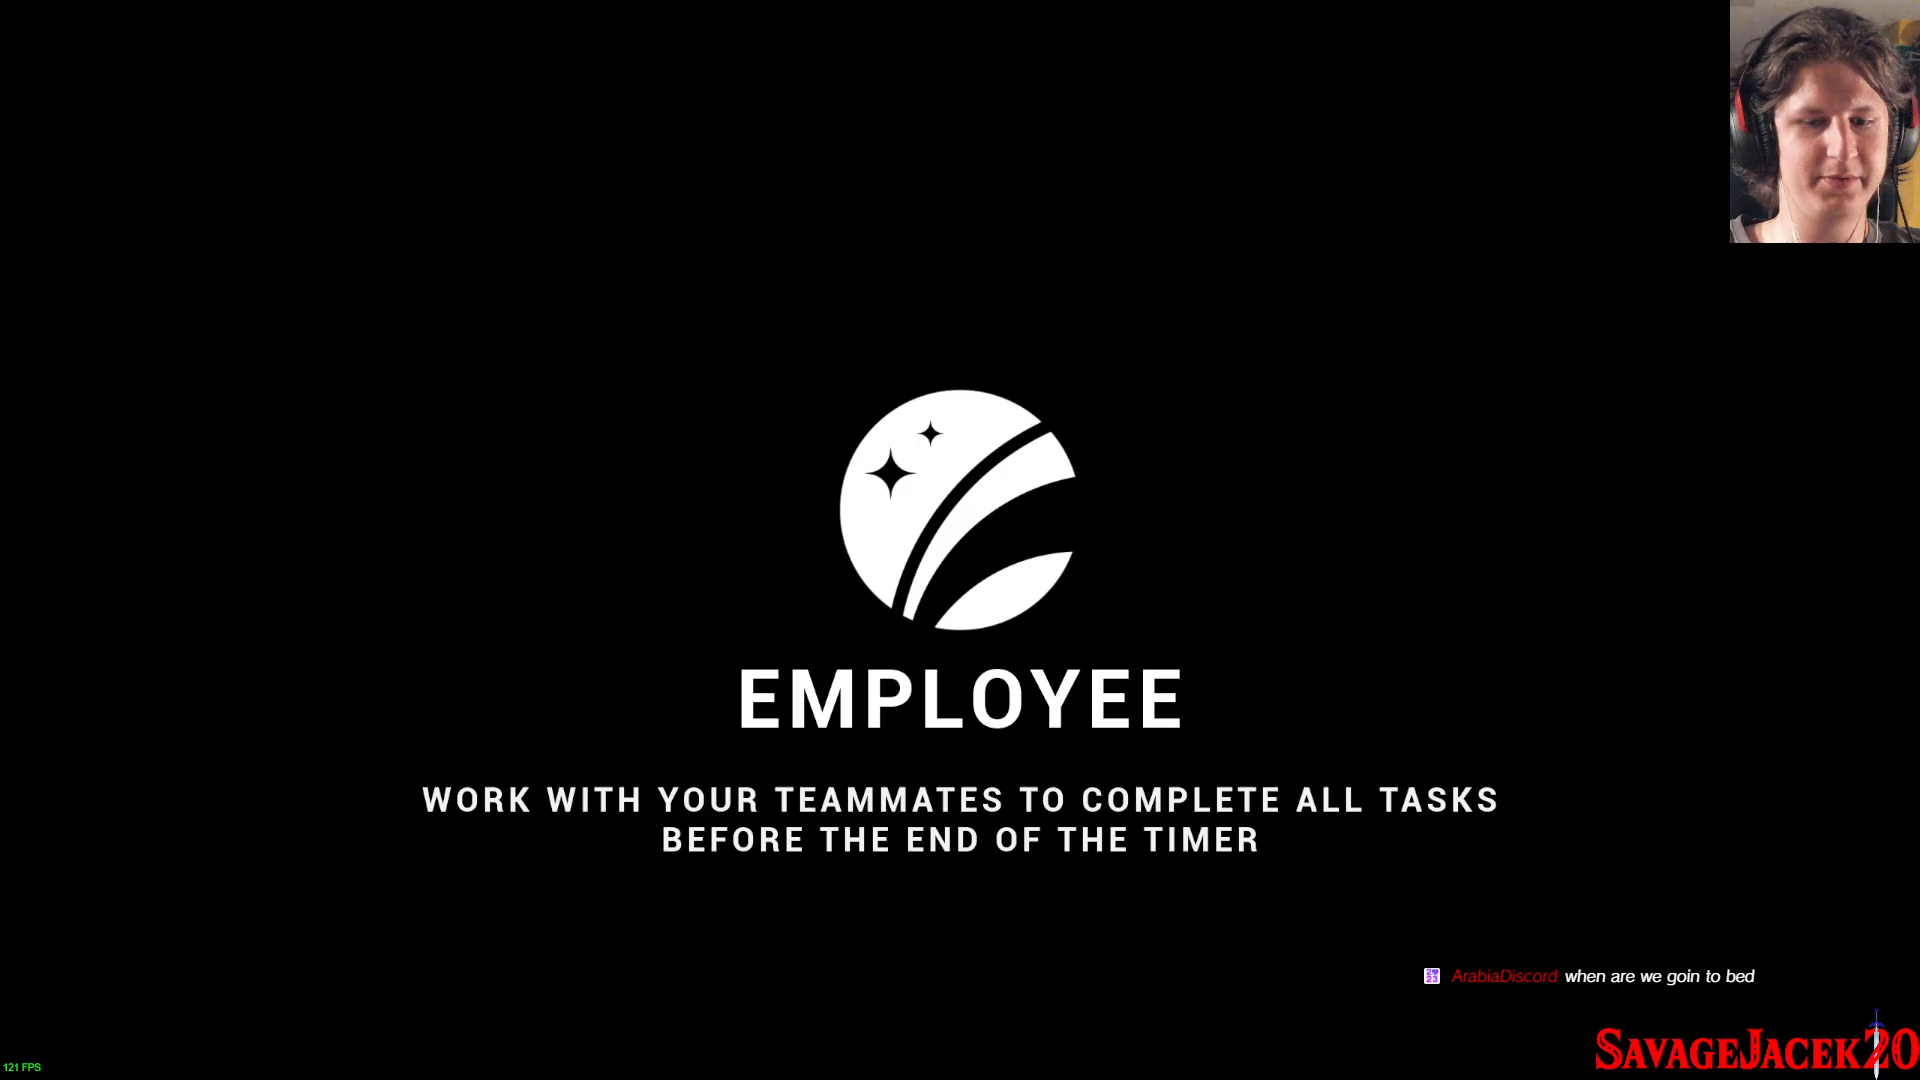 EMPLOYEE
WORK WITH YOUR TEAMMATES TO COMPLETE ALL TASKS
BEFORE THE END OF THE TIMER
ArabiaDiscord when are we goin to bed
SAVAGEJACEK20
121 FPS